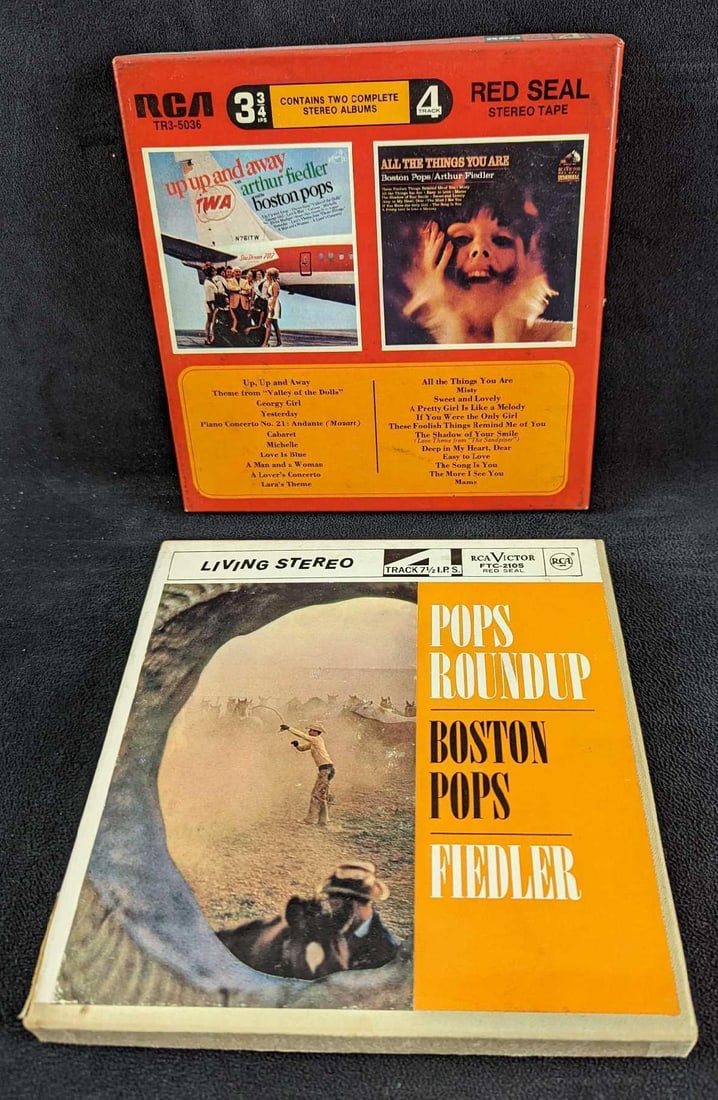 RCA
TR3-5036
3 3/4 IPS
CONTAINS TWO COMPLETE
STEREO ALBUMS
4
TRACK
RED SEAL
STEREO TAPE
up up and away
arthur fiedler
boston pops
TWA
N761TW
StarStream 707
ALL THE THINGS YOU ARE
Boston Pops/Arthur Fiedler
Up, Up and Away
Theme from "Valley of the Dolls"
Georgy Girl
Yesterday
Piano Concerto No. 21: Andante (Mozart)
Cabaret
Michelle
Love Is Blue
A Man and a Woman
A Lover's Concerto
Lara's Theme
All the Things You Are
Misty
Sweet and Lovely
A Pretty Girl Is Like a Melody
If You Were the Only Girl
These Foolish Things Remind Me of You
The Shadow of Your Smile
(Love Theme from "The Sandpiper")
Deep in My Heart, Dear
Easy to Love
The Song Is You
The More I See You
Mame
LIVING STEREO
4
TRACK 7½ I.P.S.
RCA VICTOR
FTC-2105
RED SEAL
RCA
POPS
ROUNDUP
BOSTON
POPS
FIEDLER